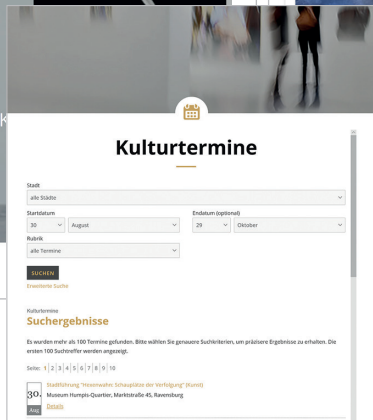 k
Kulturtermine
Stadt
alle Städte
Startdatum Endatum (optional)
30 August 29 Oktober
Rubrik
alle Termine
SUCHEN
Erweiterte Suche
Kulturtermine
Suchergebnisse
Es wurden mehr als 100 Termine gefunden. Bitte wählen Sie genauere Suchkriterien, um präzisere Ergebnisse zu erhalten. Die
ersten 100 Suchtreffer werden angezeigt.
Seite: 1 2 3 4 5 6 7 8 9 10
30. Stadtführung "Hexenwahn: Schauplätze der Verfolgung" (Kunst)
Museum Humpis-Quartier, Marktstraße 45, Ravensburg
Aug Details